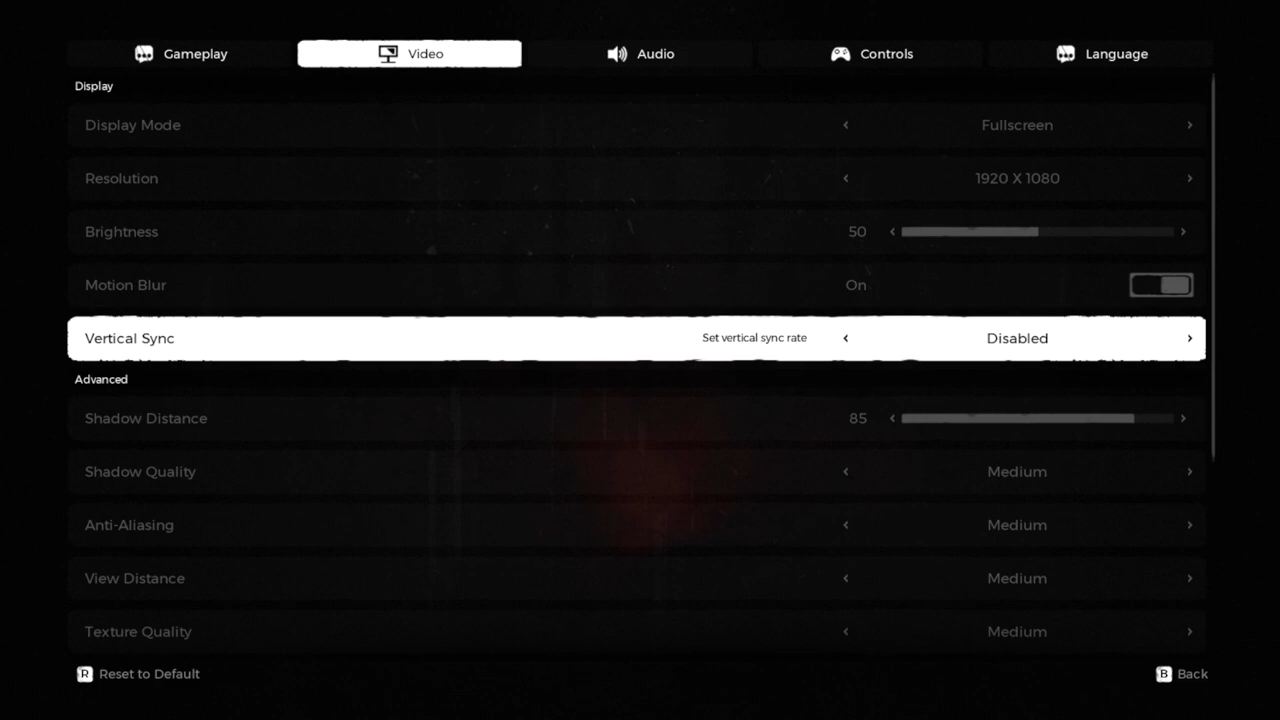 Gameplay Video Audio Controls Language
Display
Display Mode Fullscreen
Resolution 1920 X 1080
Brightness 50
Motion Blur On
Vertical Sync Set vertical sync rate Disabled
Advanced
Shadow Distance 85
Shadow Quality Medium
Anti-Aliasing Medium
View Distance Medium
Texture Quality Medium
R Reset to Default B Back